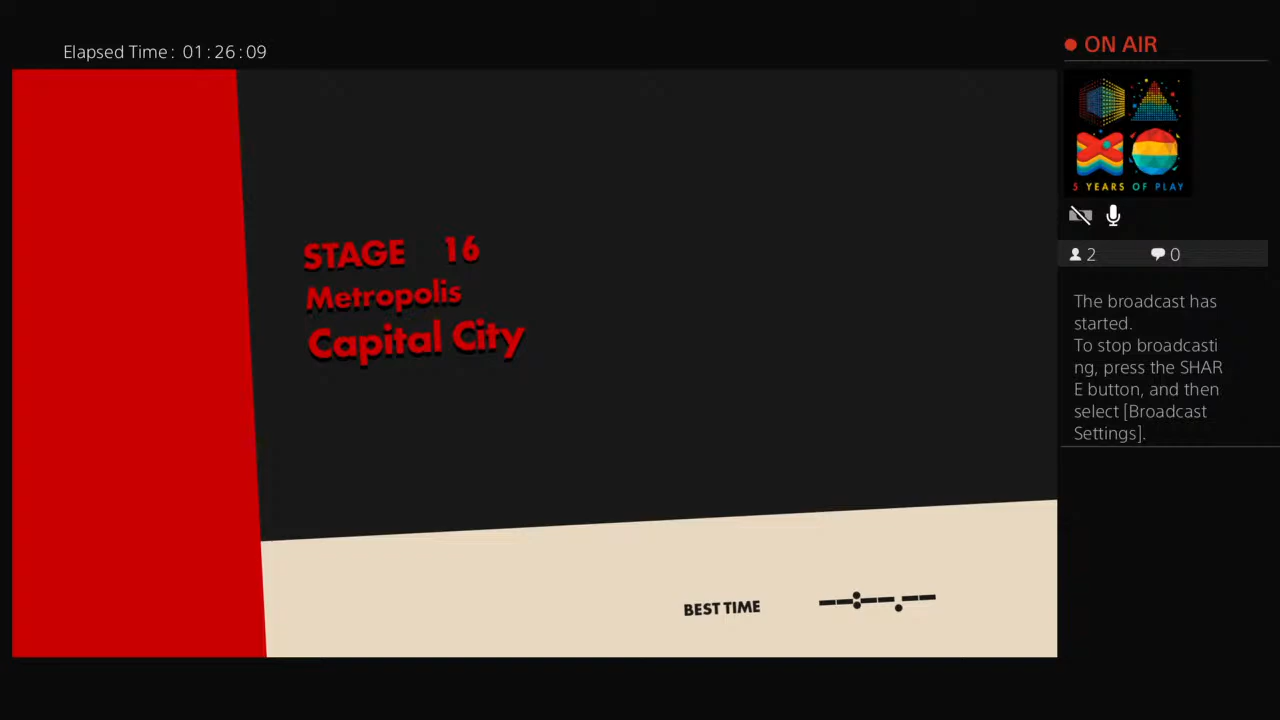 Elapsed Time: 01:26:09
ON AIR
5 YEARS OF PLAY
2 0
STAGE 16
Metropolis
Capital City
The broadcast has
started.
To stop broadcasti
ng, press the SHAR
E button, and then
select [Broadcast
Settings].
BEST TIME --:--.--